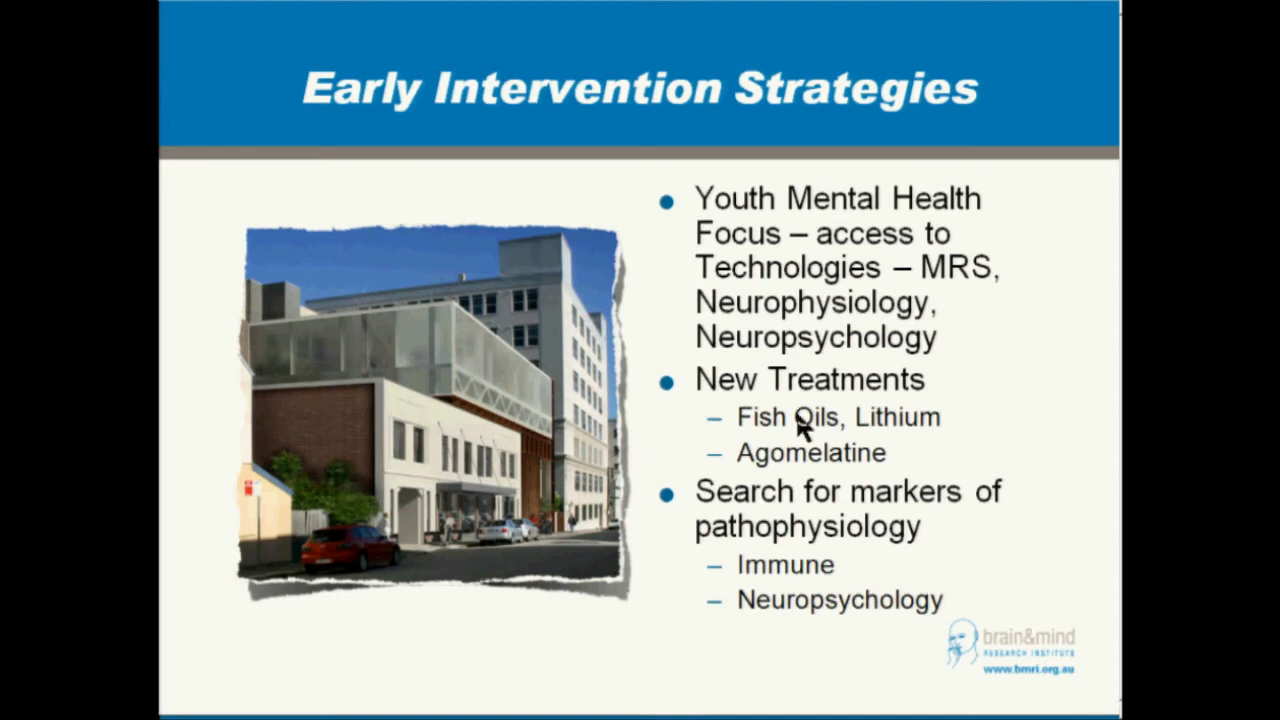 Early Intervention Strategies
● Youth Mental Health
Focus – access to
Technologies – MRS,
Neurophysiology,
Neuropsychology
● New Treatments
– Fish Oils, Lithium
– Agomelatine
● Search for markers of
pathophysiology
– Immune
– Neuropsychology
brain&mind
RESEARCH INSTITUTE
www.bmri.org.au